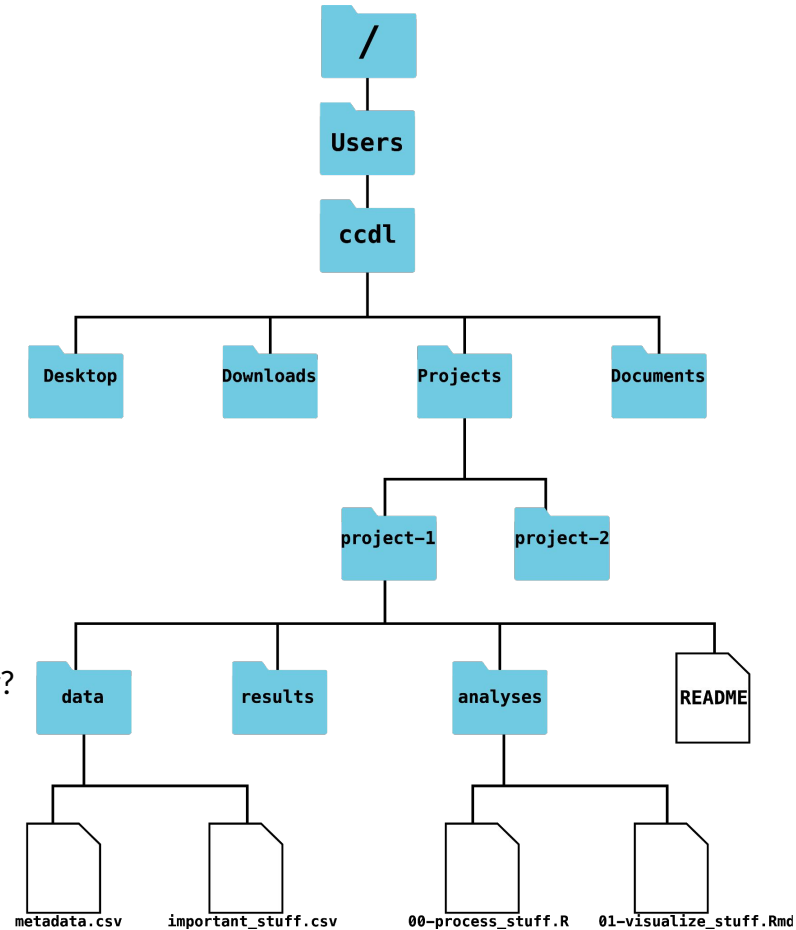 /
Users
ccdl
Desktop Downloads Projects Documents
project-1 project-2
?
data results analyses README
metadata.csv important_stuff.csv 00-process_stuff.R 01-visualize_stuff.Rmd